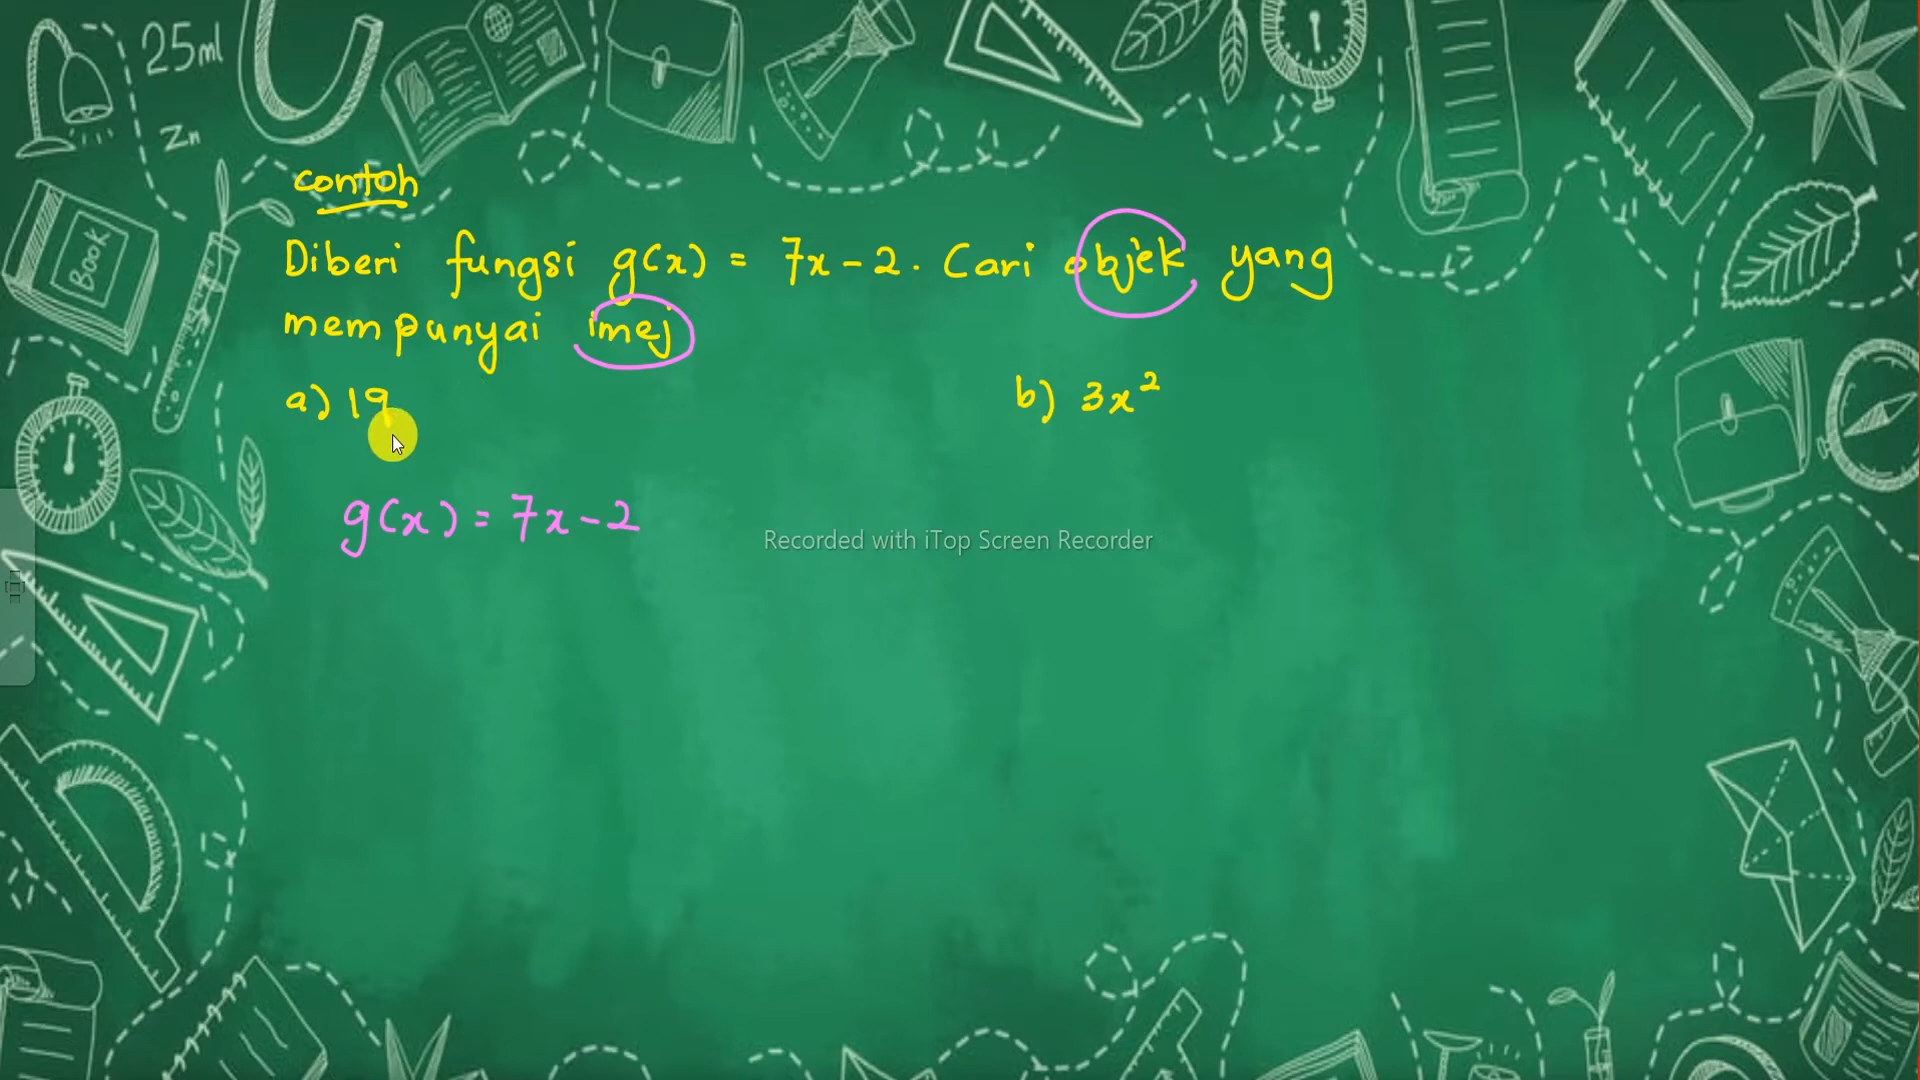 25ml
Zn
BOOK
contoh
Diberi fungsi g(x) = 7x - 2. Cari objek yang
mempunyai imej
a) 19
b) 3x²
g(x) = 7x - 2
Recorded with iTop Screen Recorder